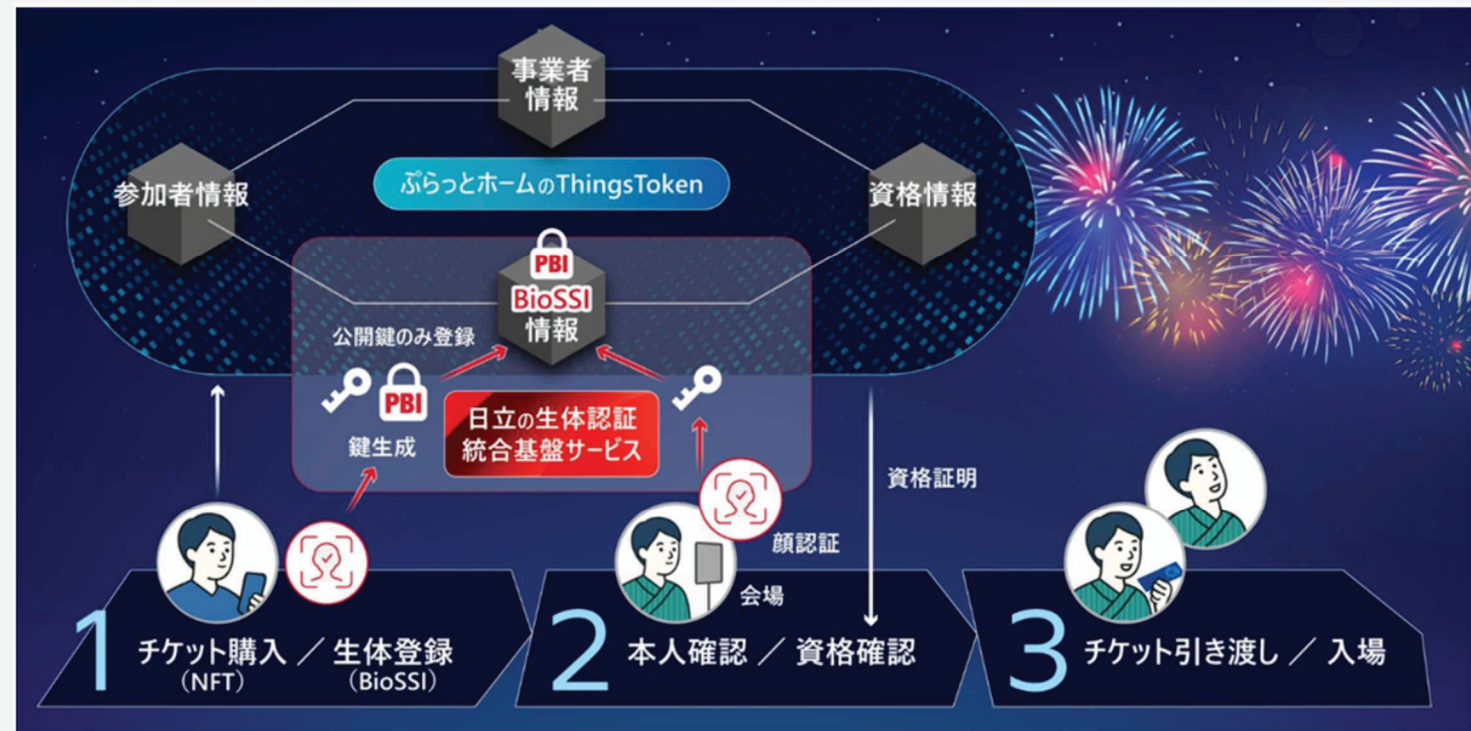 事業者
情報
参加者情報
ぷらっとホームのThingsToken
資格情報
PBI
BioSSI
情報
公開鍵のみ登録
PBI
鍵生成
日立の生体認証
統合基盤サービス
資格証明
顔認証
会場
1
チケット購入 ／ 生体登録
（NFT） （BioSSI）
2
本人確認 ／ 資格確認
3
チケット引き渡し ／ 入場